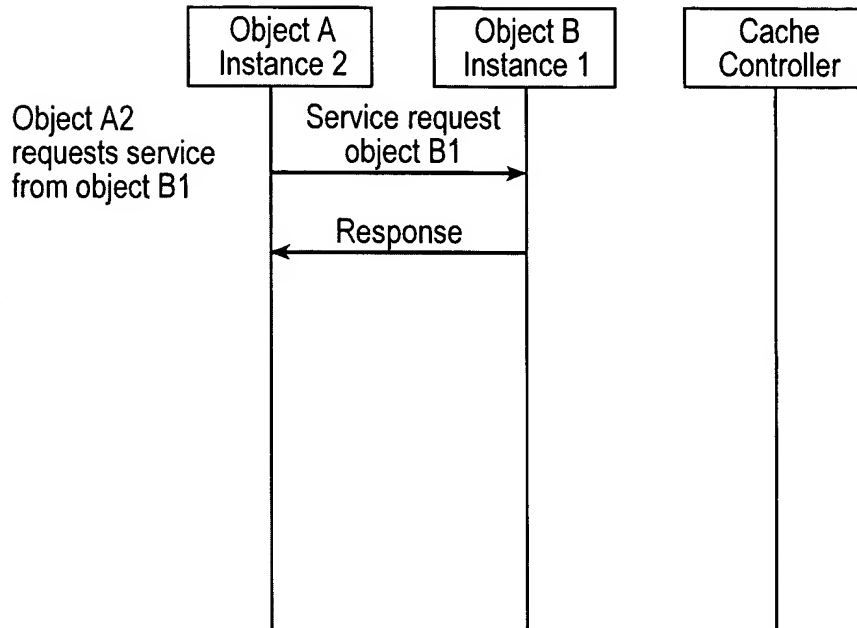 Object A
Instance 2
Object B
Instance 1
Cache
Controller
Object A2
requests service
from object B1
Service request
object B1
Response